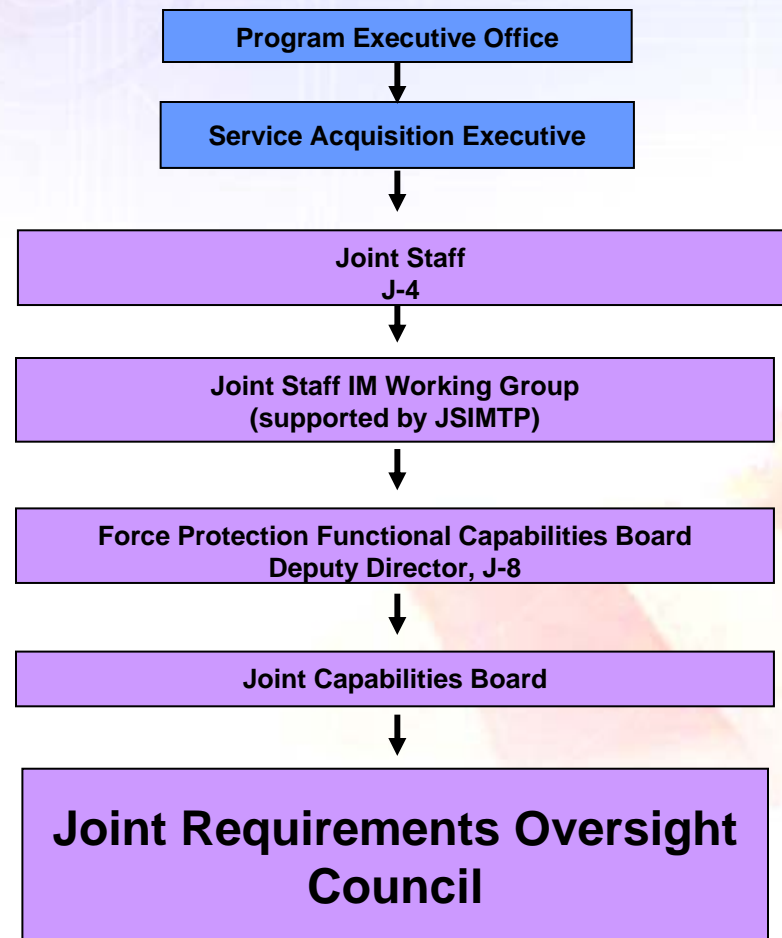 Program Executive Office
Service Acquisition Executive
Joint Staff
J-4
Joint Staff IM Working Group
(supported by JSIMTP)
Force Protection Functional Capabilities Board
Deputy Director, J-8
Joint Capabilities Board
Joint Requirements Oversight
Council